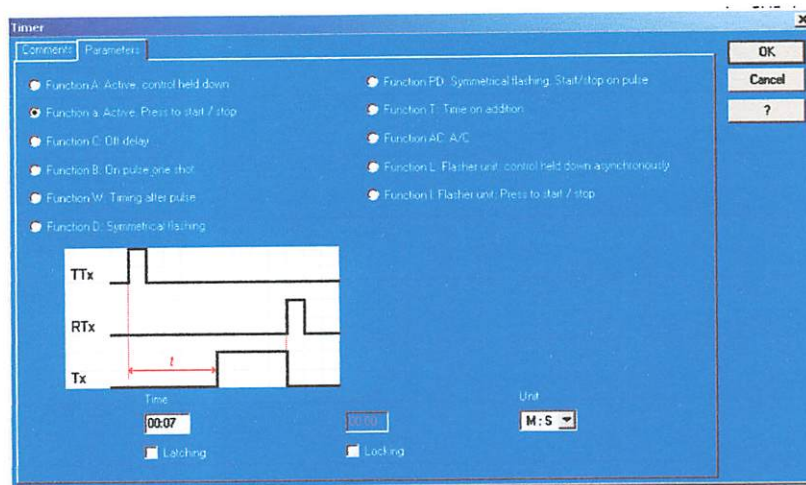 Timer
Comments Parameters
OK
Cancel
?
Function A: Active, control held down
Function a: Active, Press to start / stop
Function C: Off delay
Function B: On pulse one shot
Function W: Timing after pulse
Function D: Symmetrical flashing
Function PD: Symmetrical flashing, Start/stop on pulse
Function T: Time on addition
Function AC: A/C
Function L: Flasher unit: control held down asynchronously
Function l: Flasher unit: Press to start / stop
TTx
RTx
t
Tx
Time
Unit
00:07
00:00
M : S
Latching
Locking